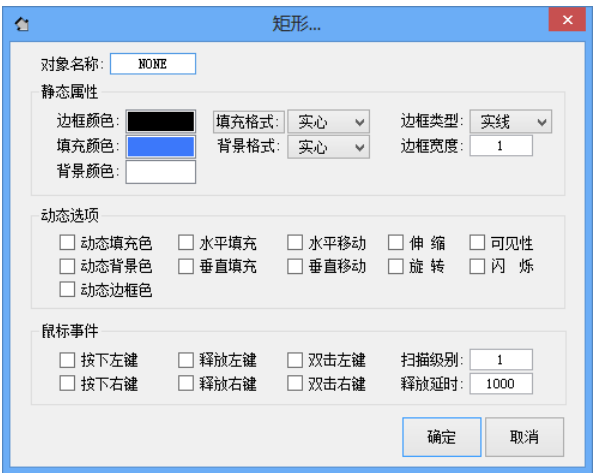 矩形...
对象名称: NONE
静态属性
边框颜色: 填充格式: 实心 边框类型: 实线
填充颜色: 背景格式: 实心 边框宽度: 1
背景颜色:
动态选项
动态填充色 水平填充 水平移动 伸 缩 可见性
动态背景色 垂直填充 垂直移动 旋 转 闪 烁
动态边框色
鼠标事件
按下左键 释放左键 双击左键 扫描级别: 1
按下右键 释放右键 双击右键 释放延时: 1000
确定 取消